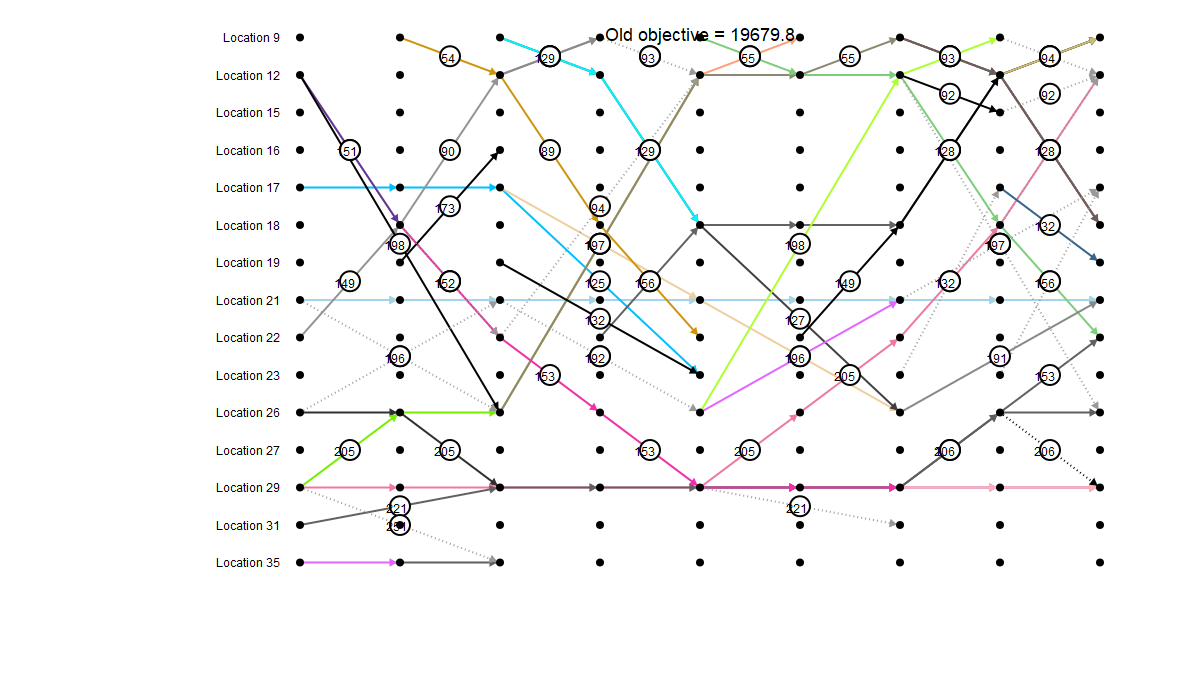 Old objective = 19679.8
Location 9
54
129
93
55
55
93
94
Location 12
92
92
Location 15
Location 16
151
90
89
129
128
128
Location 17
173
94
Location 18
132
198
197
198
197
Location 19
149
152
125
156
149
132
156
Location 21
132
127
Location 22
196
192
196
191
Location 23
153
205
153
Location 26
Location 27
205
205
153
205
206
206
Location 29
221
221
Location 31
251
Location 35